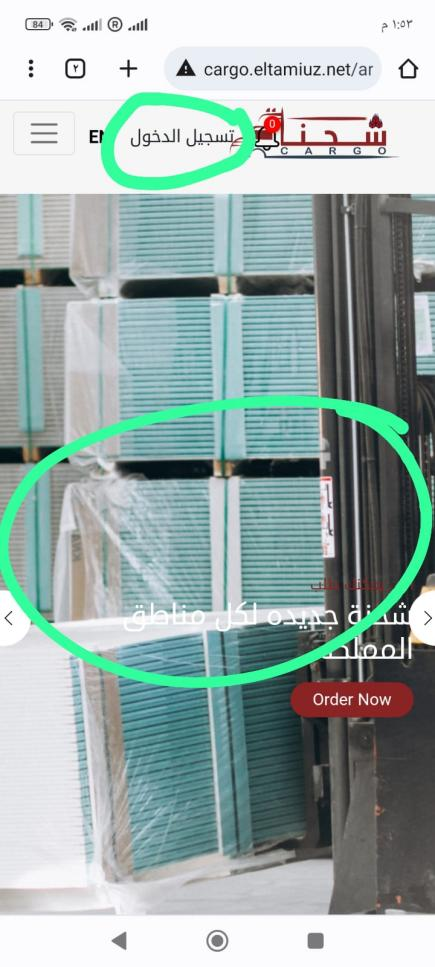 84
R
١:٥٣ م
٢
cargo.eltamiuz.net/ar
EN
تسجيل الدخول
0
شحنة
CARGO
شحنة جديده لكل مناطق
Order Now